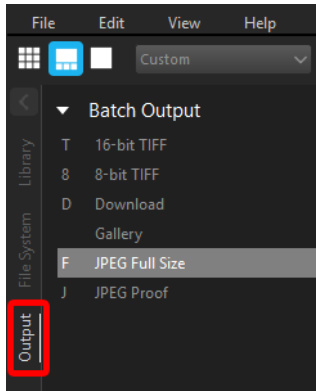 File Edit View Help
Custom
Batch Output
T 16-bit TIFF
8 8-bit TIFF
D Download
Gallery
F JPEG Full Size
J JPEG Proof
Library
File System
Output